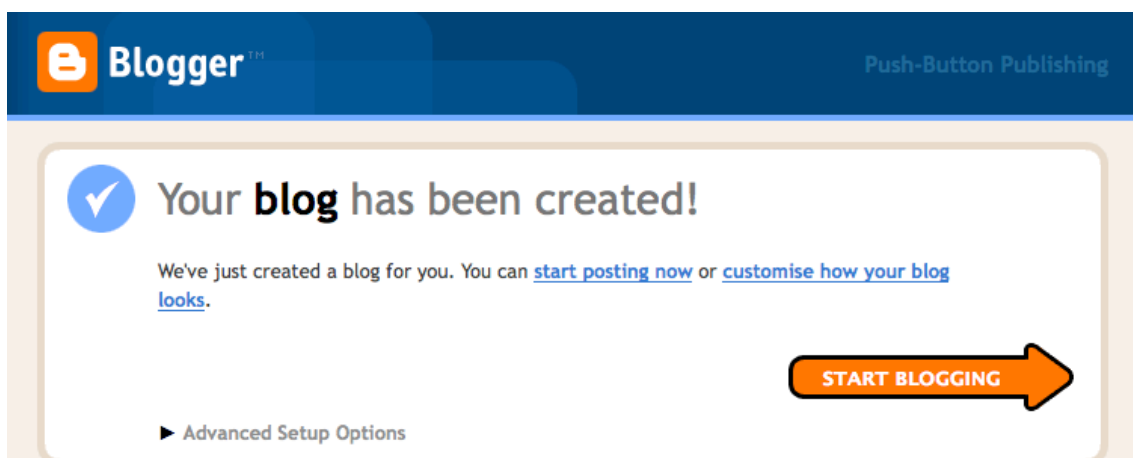 Blogger™
Push-Button Publishing
Your blog has been created!
We've just created a blog for you. You can start posting now or customise how your blog
looks.
START BLOGGING
► Advanced Setup Options